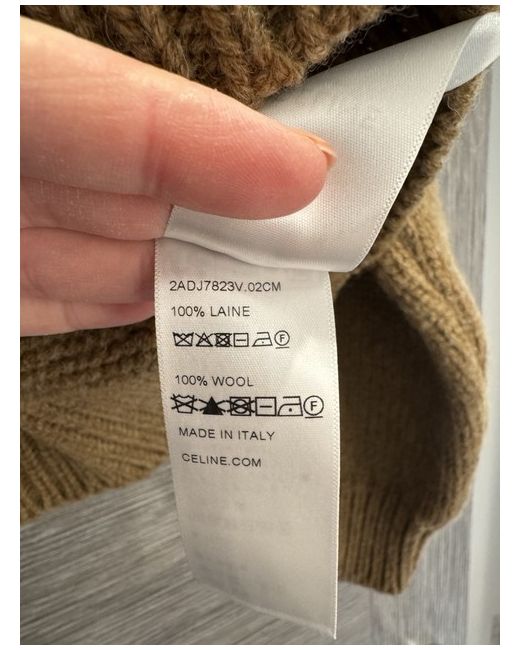 2ADJ7823V.02CM
100% LAINE
F
100% WOOL
F
MADE IN ITALY
CELINE.COM